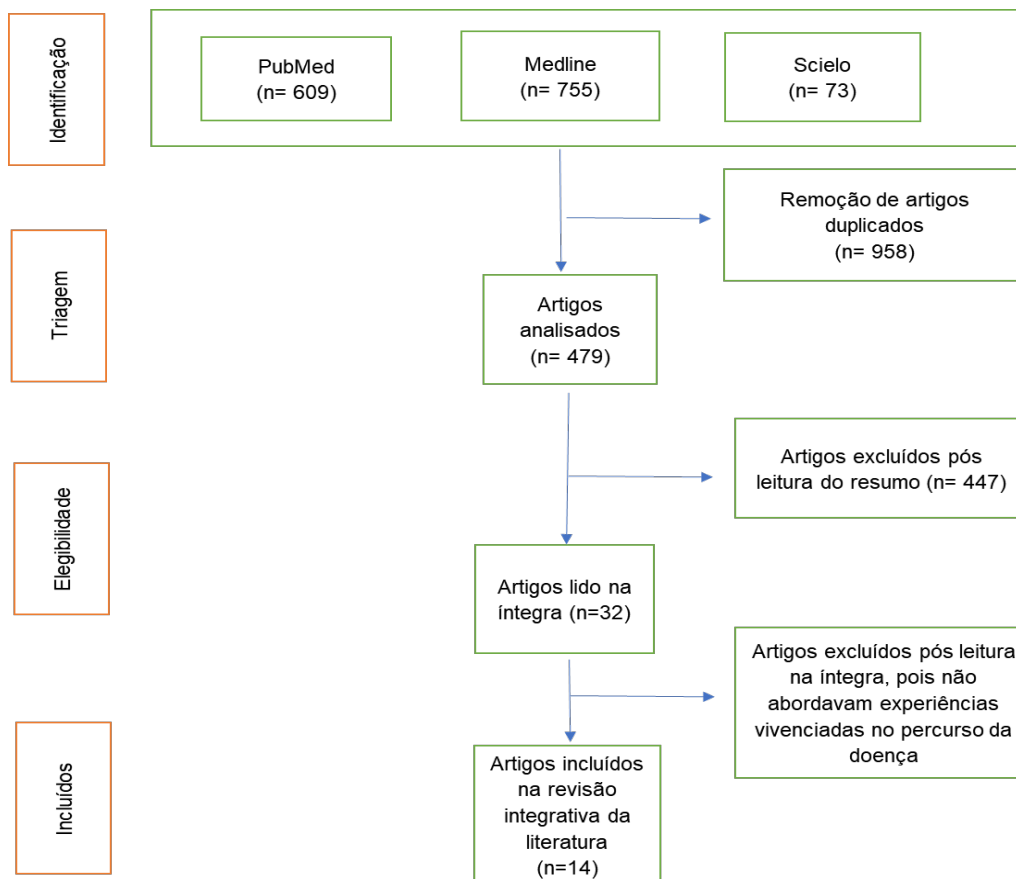 Identificação
PubMed
(n= 609)
Medline
(n= 755)
Scielo
(n= 73)
Remoção de artigos
duplicados
(n= 958)
Triagem
Artigos
analisados
(n= 479)
Artigos excluídos pós
leitura do resumo (n= 447)
Elegibilidade
Artigos lido na
íntegra (n=32)
Artigos excluídos pós leitura
na íntegra, pois não
abordavam experiências
vivenciadas no percurso da
doença
Incluídos
Artigos incluídos
na revisão
integrativa da
literatura
(n=14)